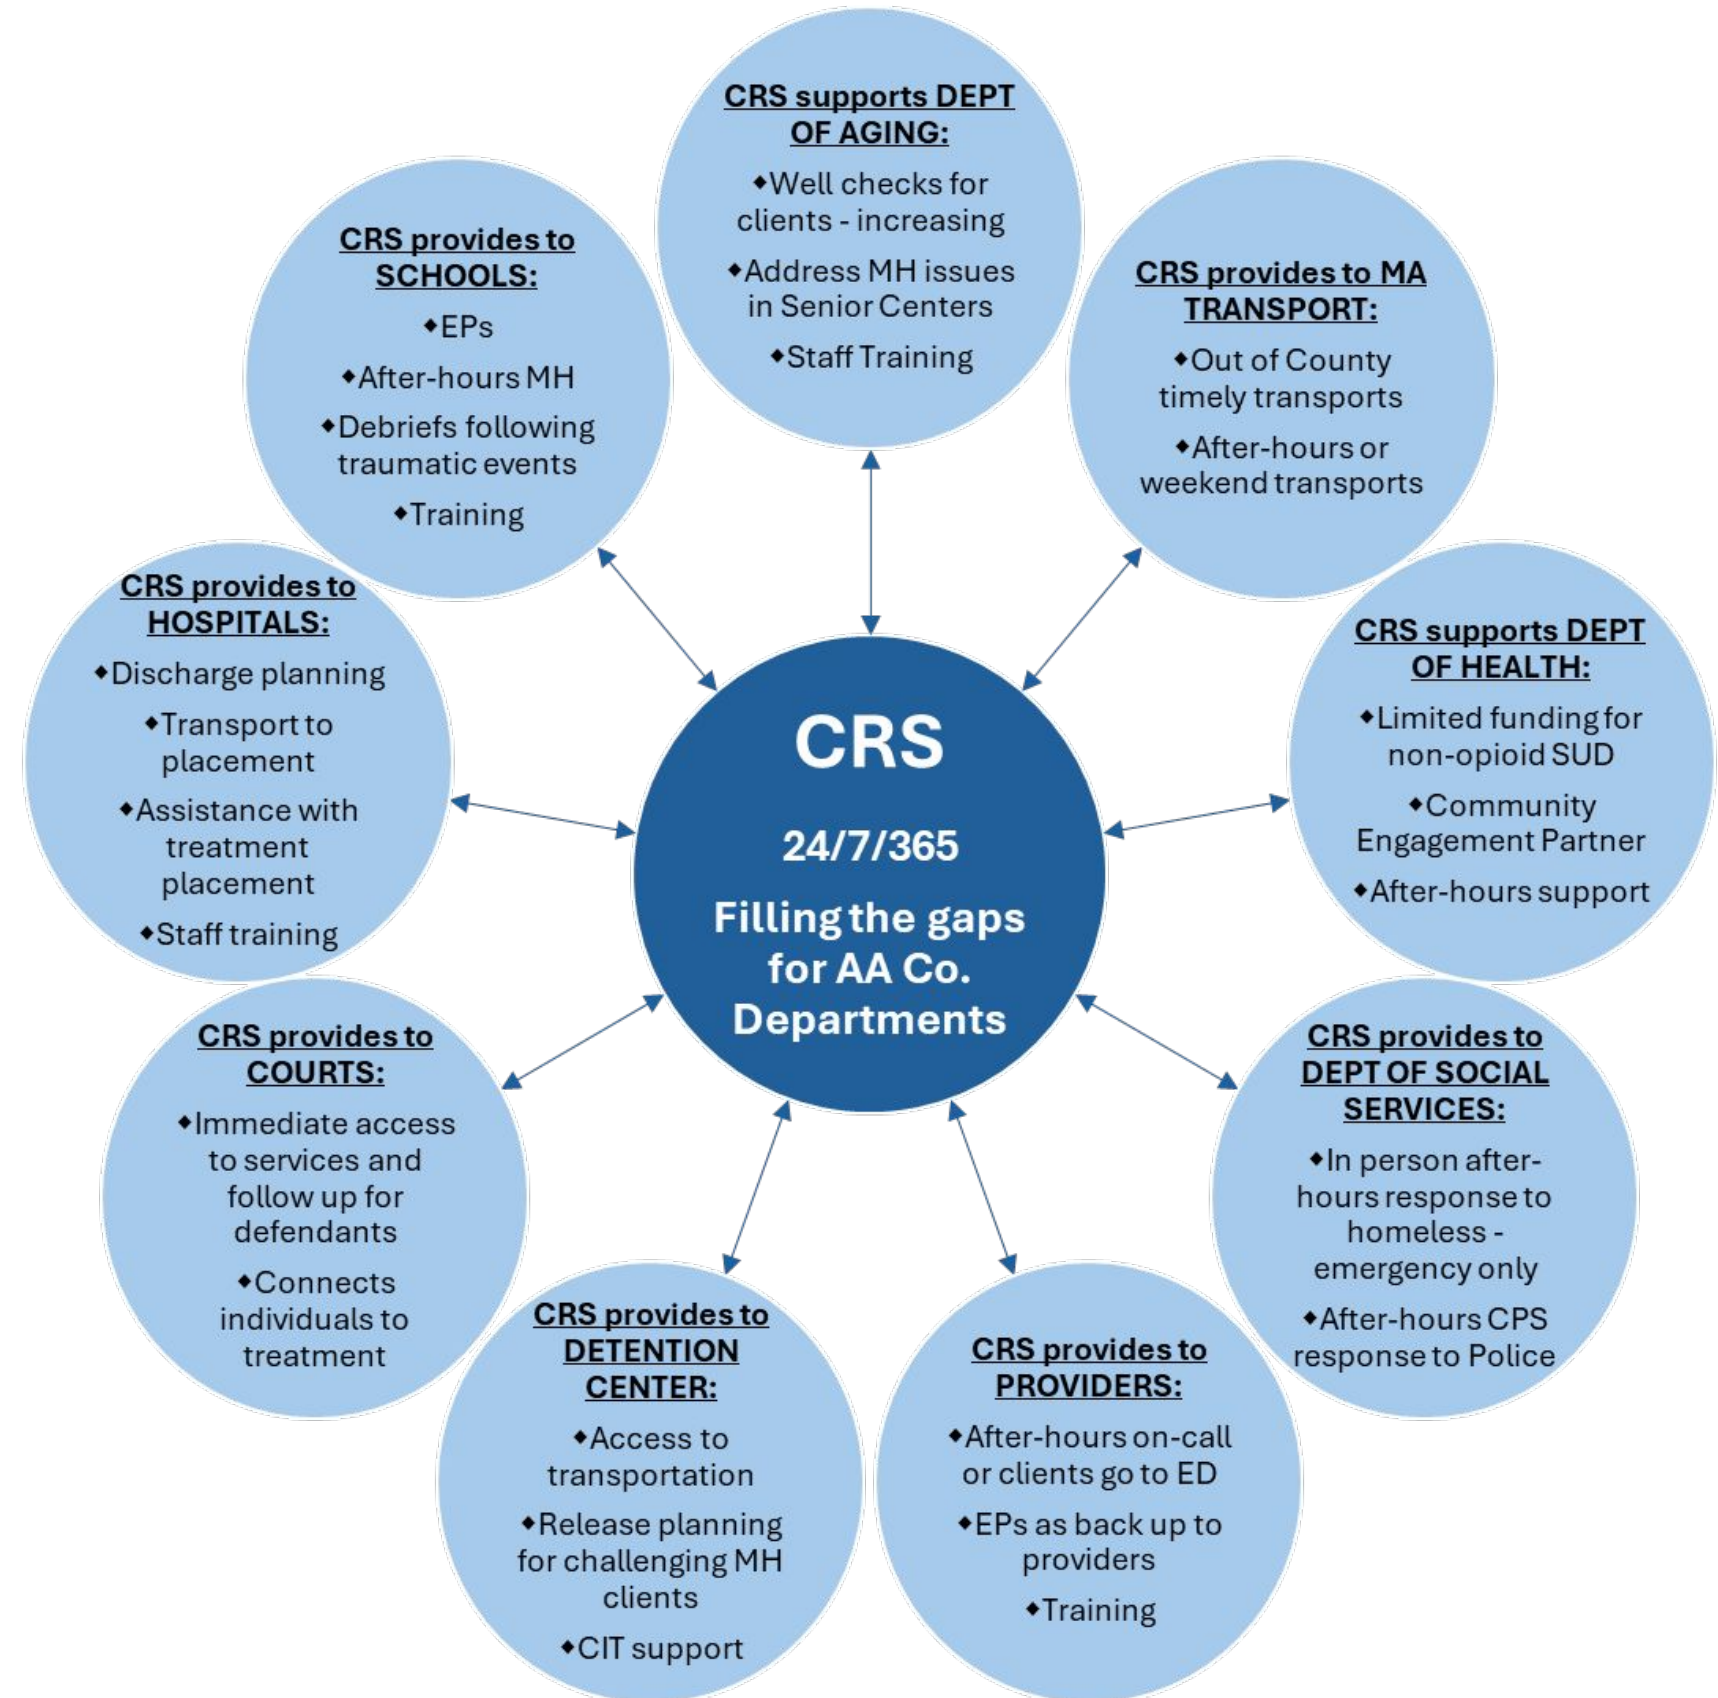 CRS supports DEPT
OF AGING:
◆Well checks for
clients - increasing
◆Address MH issues
in Senior Centers
◆Staff Training
CRS provides to MA
TRANSPORT:
◆Out of County
timely transports
◆After-hours or
weekend transports
CRS supports DEPT
OF HEALTH:
◆Limited funding for
non-opioid SUD
◆Community
Engagement Partner
◆After-hours support
CRS provides to
DEPT OF SOCIAL
SERVICES:
◆In person after-
hours response to
homeless -
emergency only
◆After-hours CPS
response to Police
CRS provides to
PROVIDERS:
◆After-hours on-call
or clients go to ED
◆EPs as back up to
providers
◆Training
CRS provides to
DETENTION
CENTER:
◆Access to
transportation
◆Release planning
for challenging MH
clients
◆CIT support
CRS provides to
COURTS:
◆Immediate access
to services and
follow up for
defendants
◆Connects
individuals to
treatment
CRS provides to
HOSPITALS:
◆Discharge planning
◆Transport to
placement
◆Assistance with
treatment
placement
◆Staff training
CRS provides to
SCHOOLS:
◆EPs
◆After-hours MH
◆Debriefs following
traumatic events
◆Training
CRS
24/7/365
Filling the gaps
for AA Co.
Departments